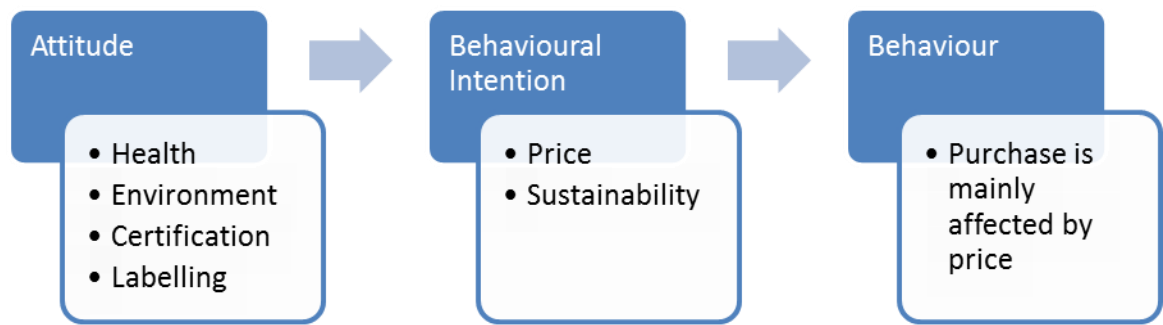 Attitude
• Health
• Environment
• Certification
• Labelling
Behavioural
Intention
• Price
• Sustainability
Behaviour
• Purchase is
mainly
affected by
price